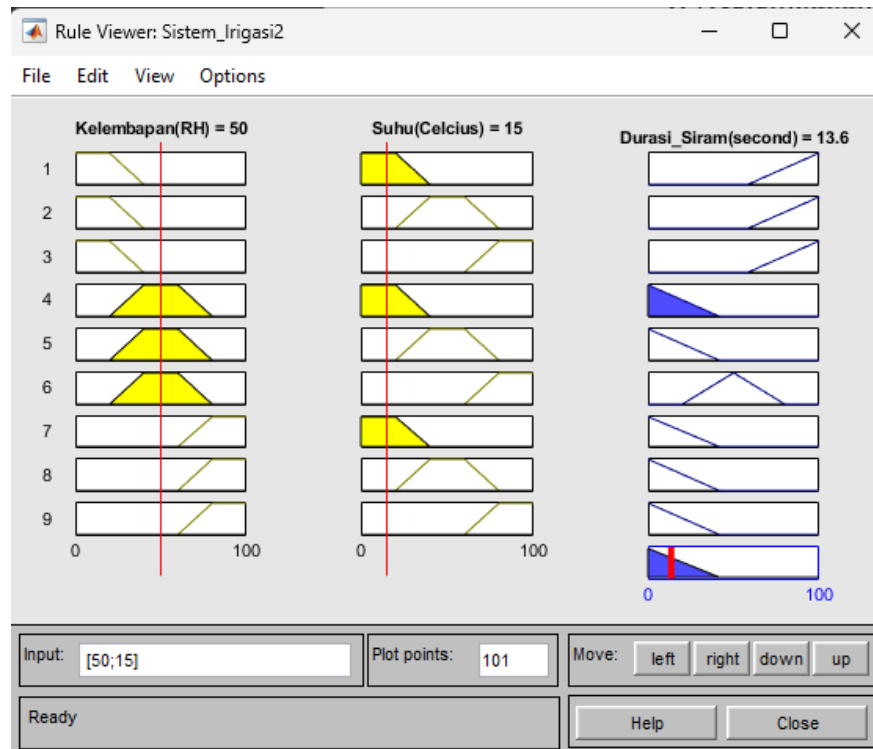 Rule Viewer: Sistem_Irigasi2
File Edit View Options
Kelembapan(RH) = 50
Suhu(Celcius) = 15
Durasi_Siram(second) = 13.6
1
2
3
4
5
6
7
8
9
0 100
0 100
0 100
Input: [50;15]
Plot points: 101
Move: left right down up
Ready
Help Close